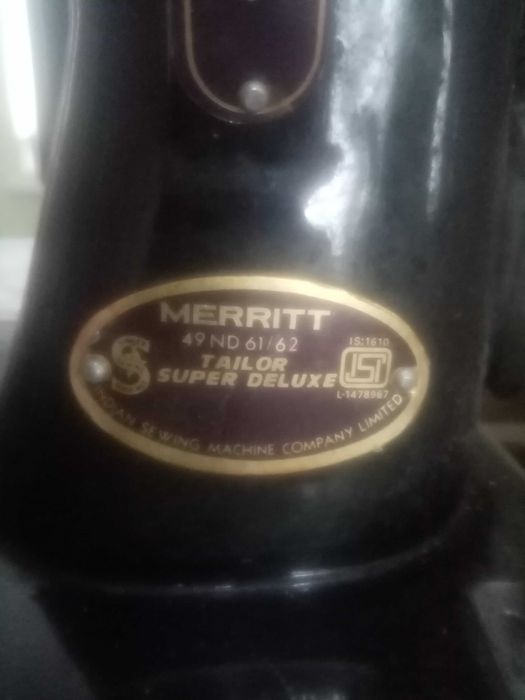 MERRITT
49 ND 61/62
TAILOR
SUPER DELUXE
IS:1610
ISI
L-1478967
INDIAN SEWING MACHINE COMPANY LIMITED